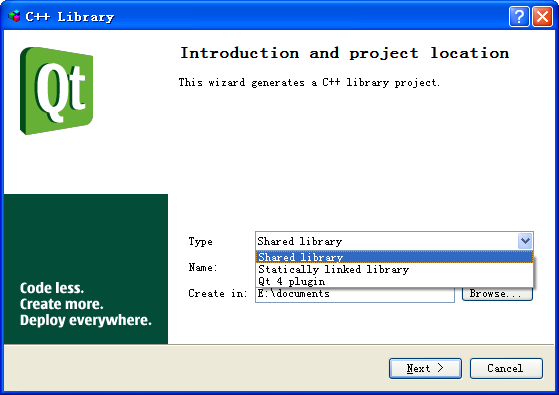 C++ Library
Qt
Introduction and project location
This wizard generates a C++ library project.
Type
Shared library
Shared library
Statically linked library
Qt 4 plugin
Name:
Create in:
E:\documents
Browse...
Code less.
Create more.
Deploy everywhere.
Next >
Cancel